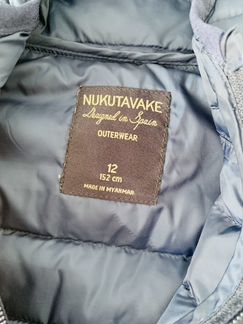 NUKUTAVAKE
Designed in Spain
OUTERWEAR
12
152 cm
MADE IN MYANMAR